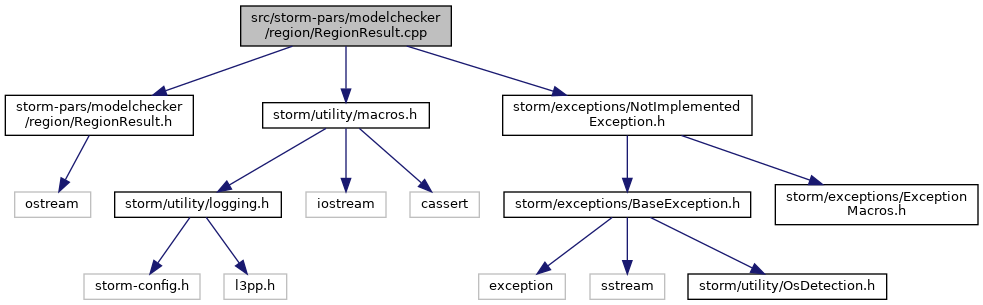 src/storm-pars/modelchecker
/region/RegionResult.cpp
storm-pars/modelchecker
/region/RegionResult.h
storm/utility/macros.h
storm/exceptions/NotImplemented
Exception.h
ostream
storm/utility/logging.h
iostream
cassert
storm/exceptions/BaseException.h
storm/exceptions/Exception
Macros.h
storm-config.h
l3pp.h
exception
sstream
storm/utility/OsDetection.h